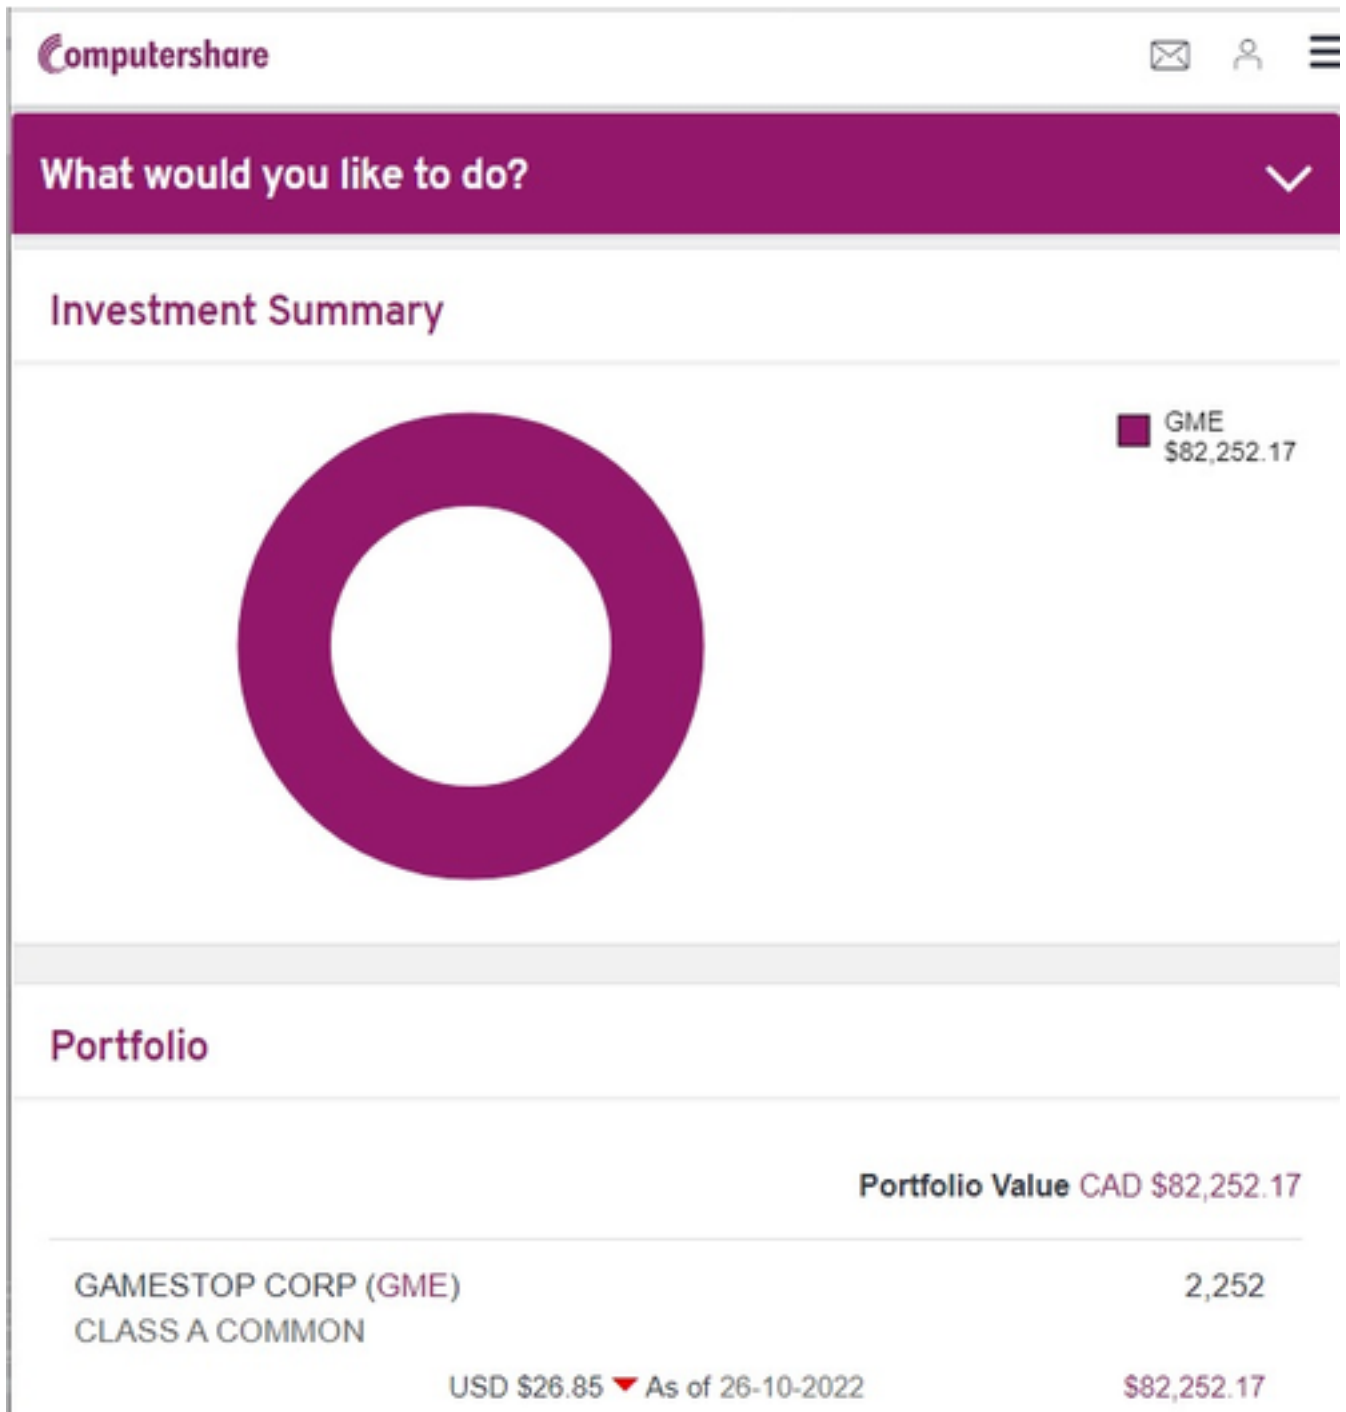 Computershare
What would you like to do?
Investment Summary
GME
$82,252.17
Portfolio
Portfolio Value CAD $82,252.17
GAMESTOP CORP (GME) 2,252
CLASS A COMMON
USD $26.85 As of 26-10-2022 $82,252.17